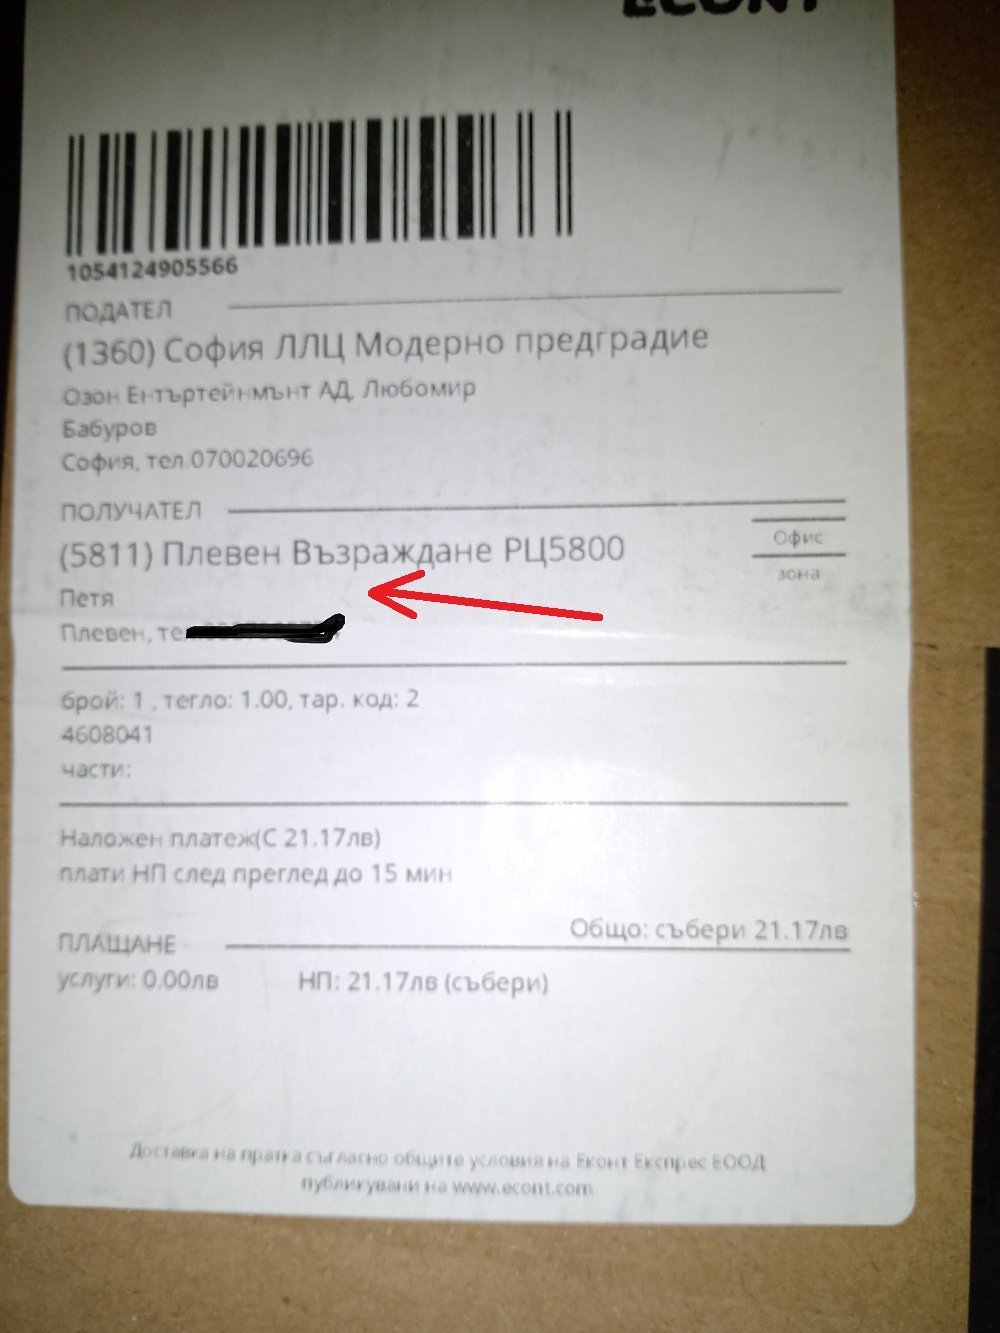 ECONT
1054124905566
ПОДАТЕЛ
(1360) София ЛЛЦ Модерно предградие
Озон Ентъртейнмънт АД, Любомир
Бабуров
София, тел.070020696
ПОЛУЧАТЕЛ
(5811) Плевен Възраждане РЦ5800
Офис
зона
Петя
Плевен, те
брой: 1 , тегло: 1.00, тар. код: 2
4608041
части:
Наложен платеж(С 21.17лв)
плати НП след преглед до 15 мин
Общо: събери 21.17лв
ПЛАЩАНЕ
услуги: 0.00лв НП: 21.17лв (събери)
Доставка на пратка съгласно общите условия на Еконт Експрес ЕООД
публикувани на www.econt.com